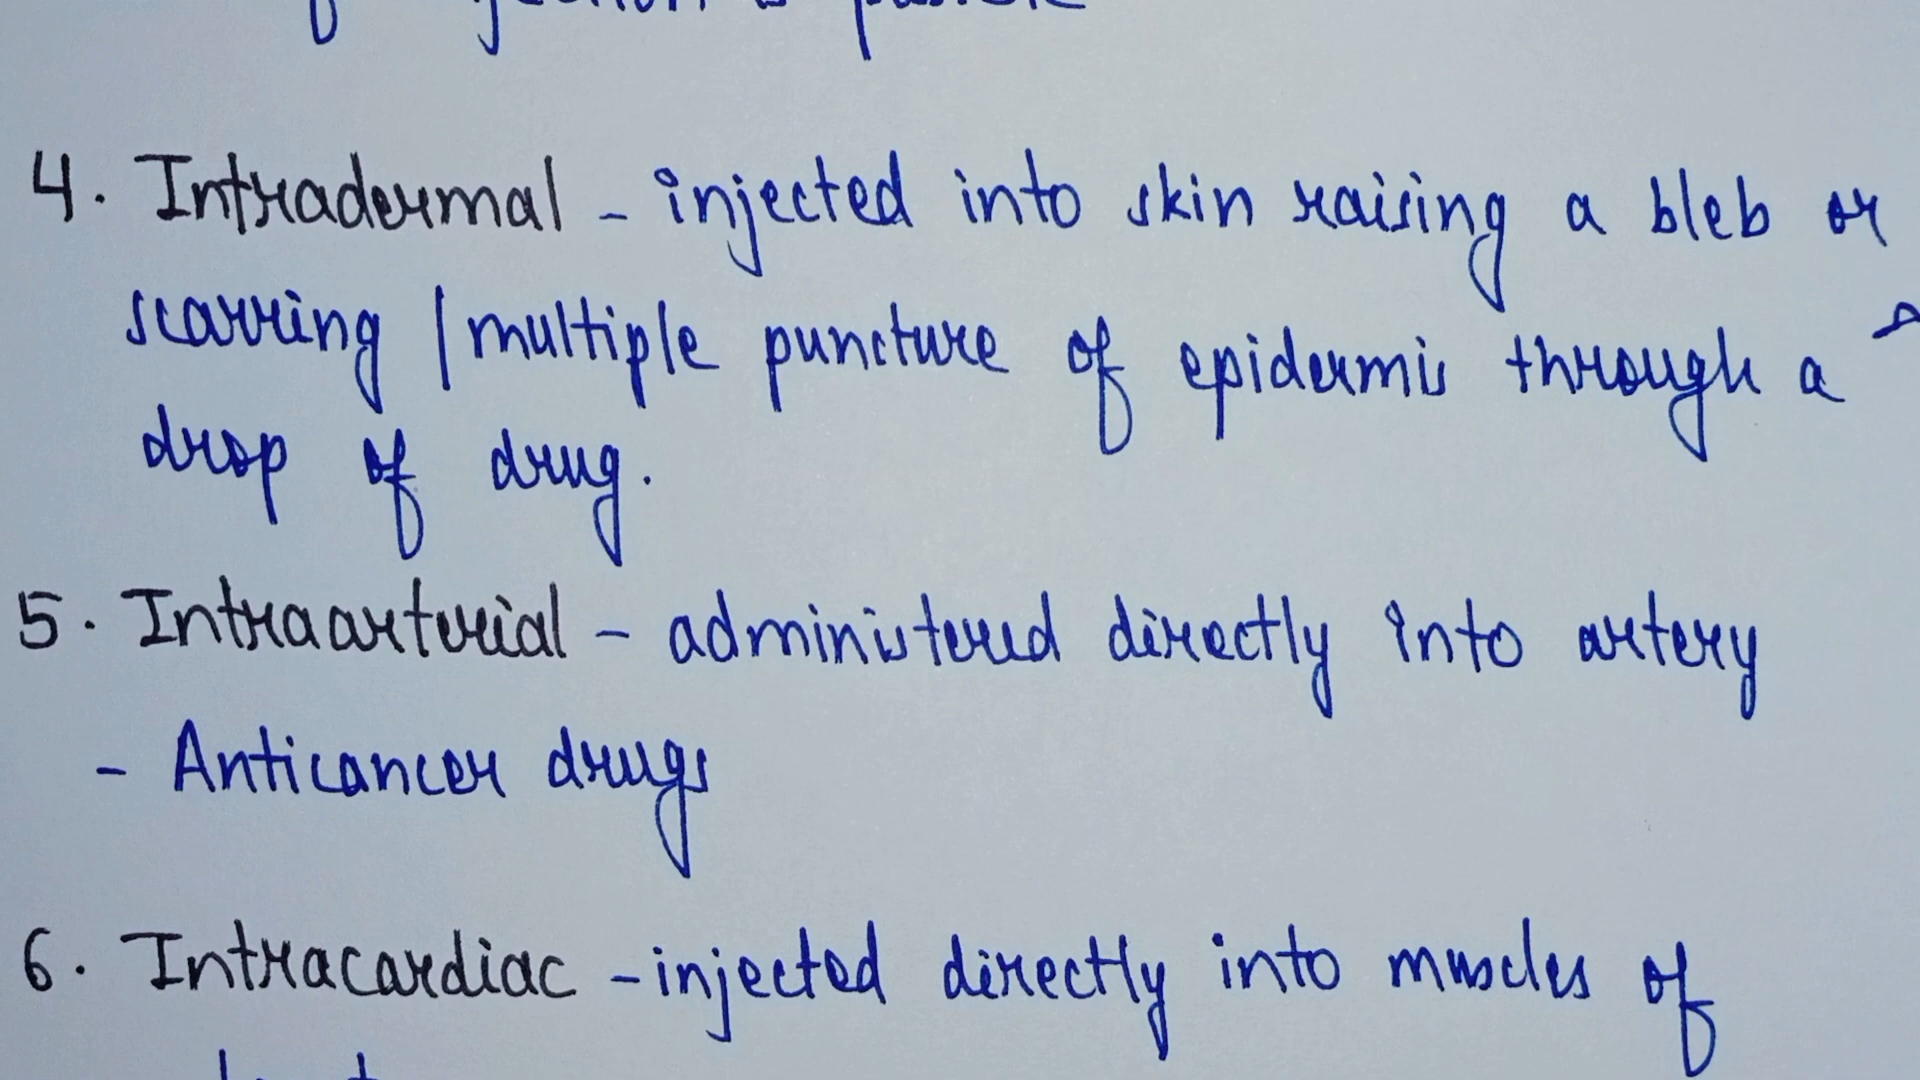 4. Intradermal - injected into skin raising a bleb or
scarring / multiple puncture of epidermis through a
drop of drug.
5. Intraarterial - administered directly into artery
- Anticancer drugs
6. Intracardiac - injected directly into muscles of